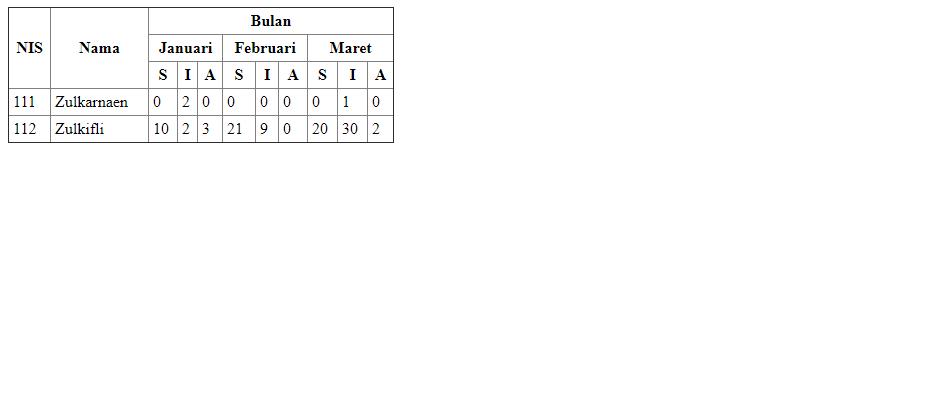 Bulan
NIS Nama
Januari Februari Maret
S I A S I A S I A
111 Zulkarnaen 0 2 0 0 0 0 0 1 0
112 Zulkifli 10 2 3 21 9 0 20 30 2